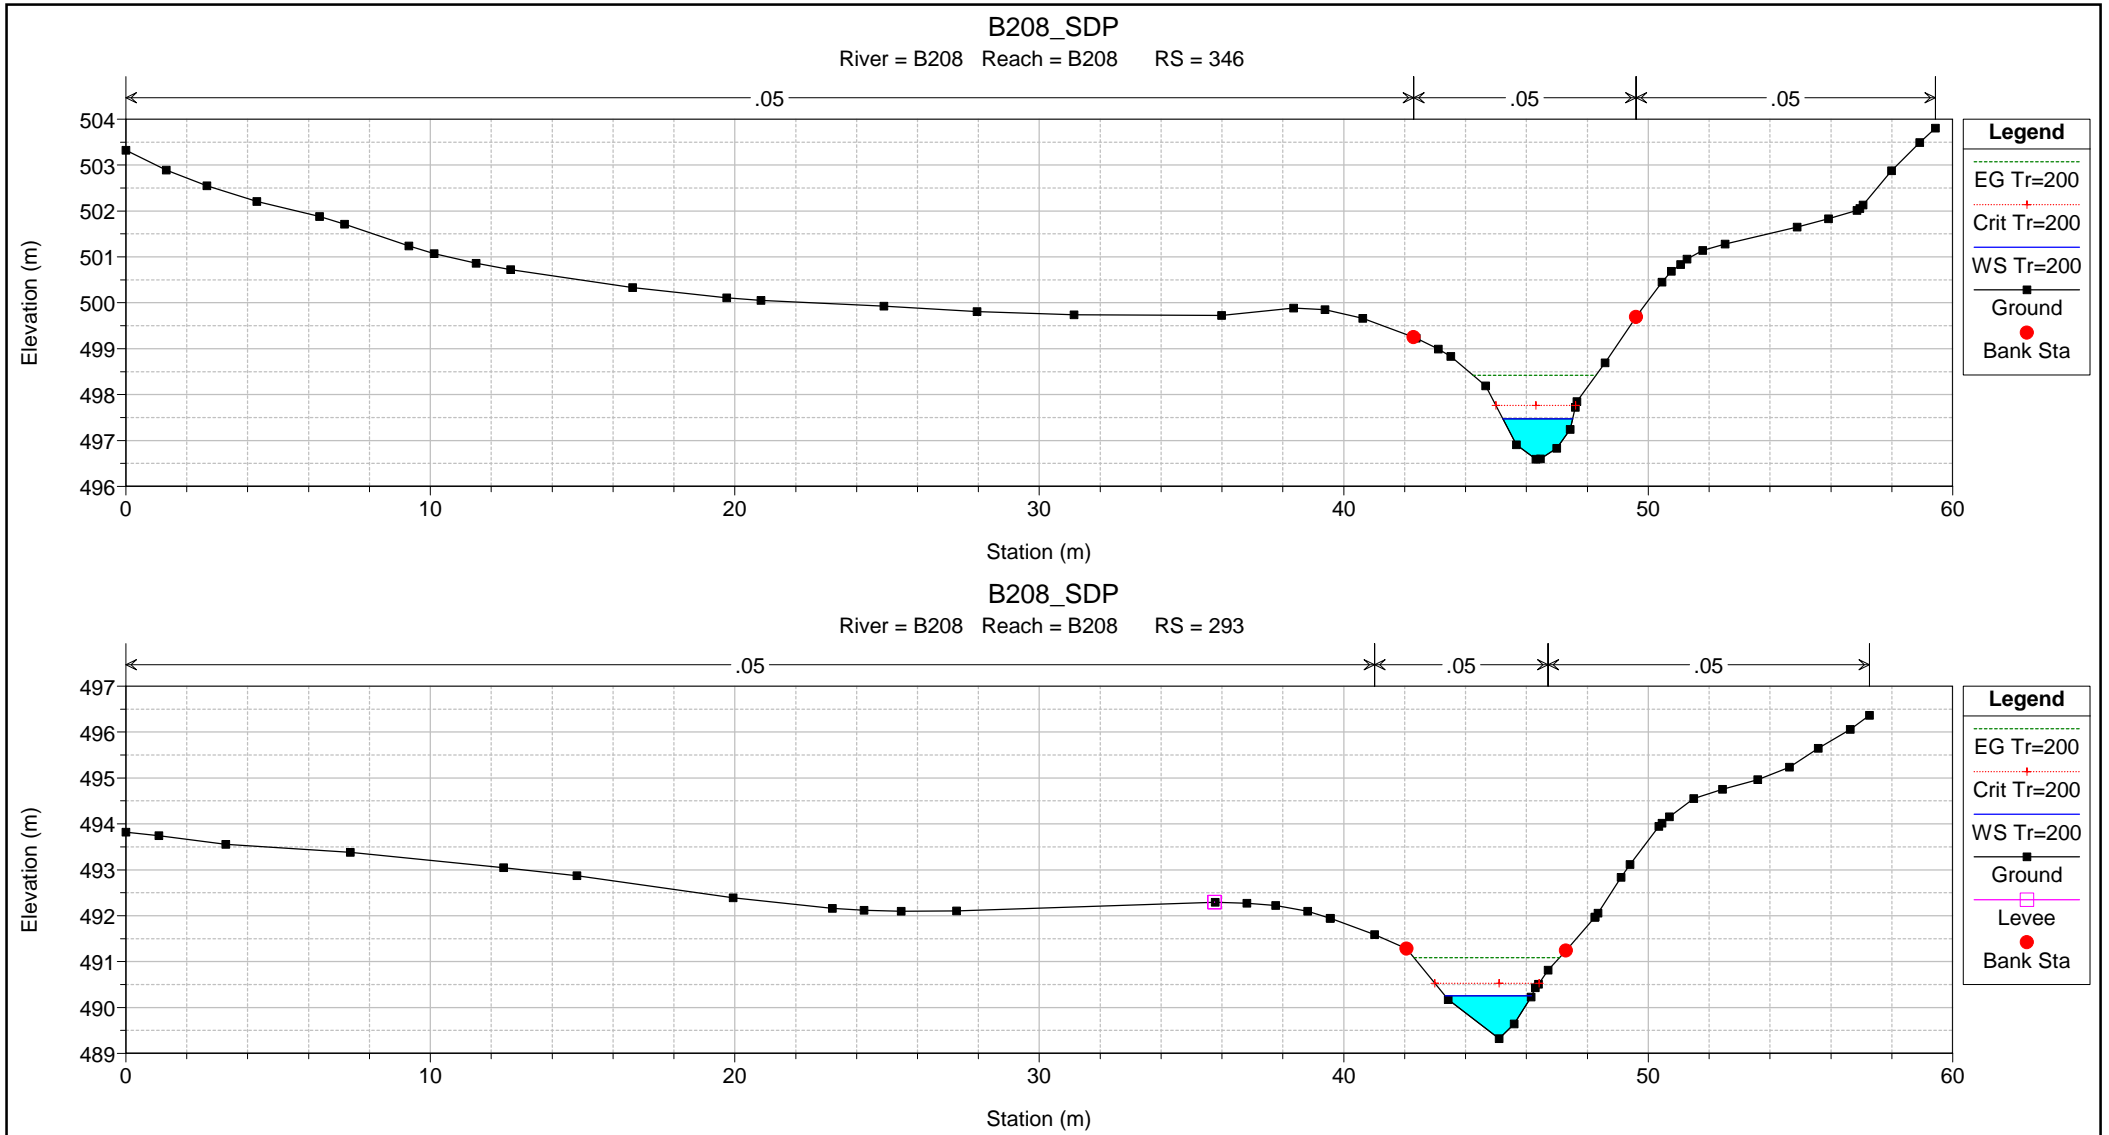 B208_SDP
River = B208 Reach = B208 RS = 346
.05 .05 .05
504
503
502
501
500
499
498
497
496
Elevation (m)
0 10 20 30 40 50 60
Station (m)
Legend
EG Tr=200
Crit Tr=200
WS Tr=200
Ground
Bank Sta
B208_SDP
River = B208 Reach = B208 RS = 293
.05 .05 .05
497
496
495
494
493
492
491
490
489
Elevation (m)
0 10 20 30 40 50 60
Station (m)
Legend
EG Tr=200
Crit Tr=200
WS Tr=200
Ground
Levee
Bank Sta